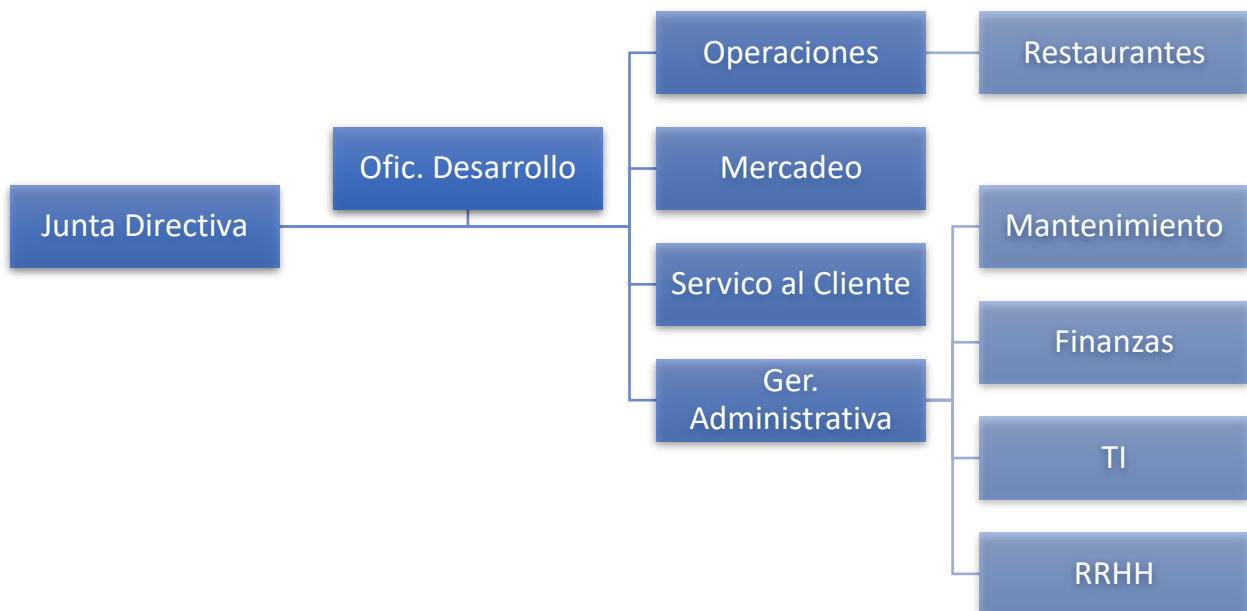 Junta Directiva
Ofic. Desarrollo
Operaciones
Restaurantes
Mercadeo
Servico al Cliente
Ger.
Administrativa
Mantenimiento
Finanzas
TI
RRHH